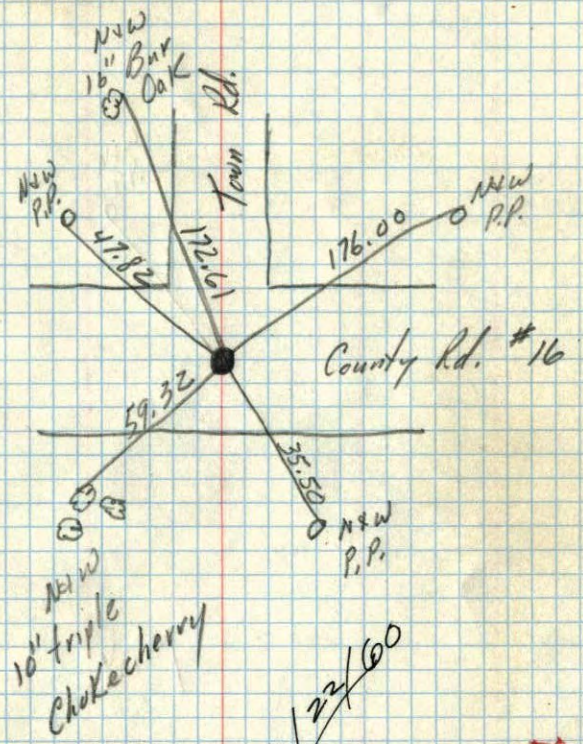 N&W
16" Bur
Oak
Town Rd.
N&W
P.P.
47.82
172.61
176.00
N&W
P.P.
County Rd. #16
59.32
35.50
N&W
P.P.
N&W
10" triple
Chokecherry
122/60